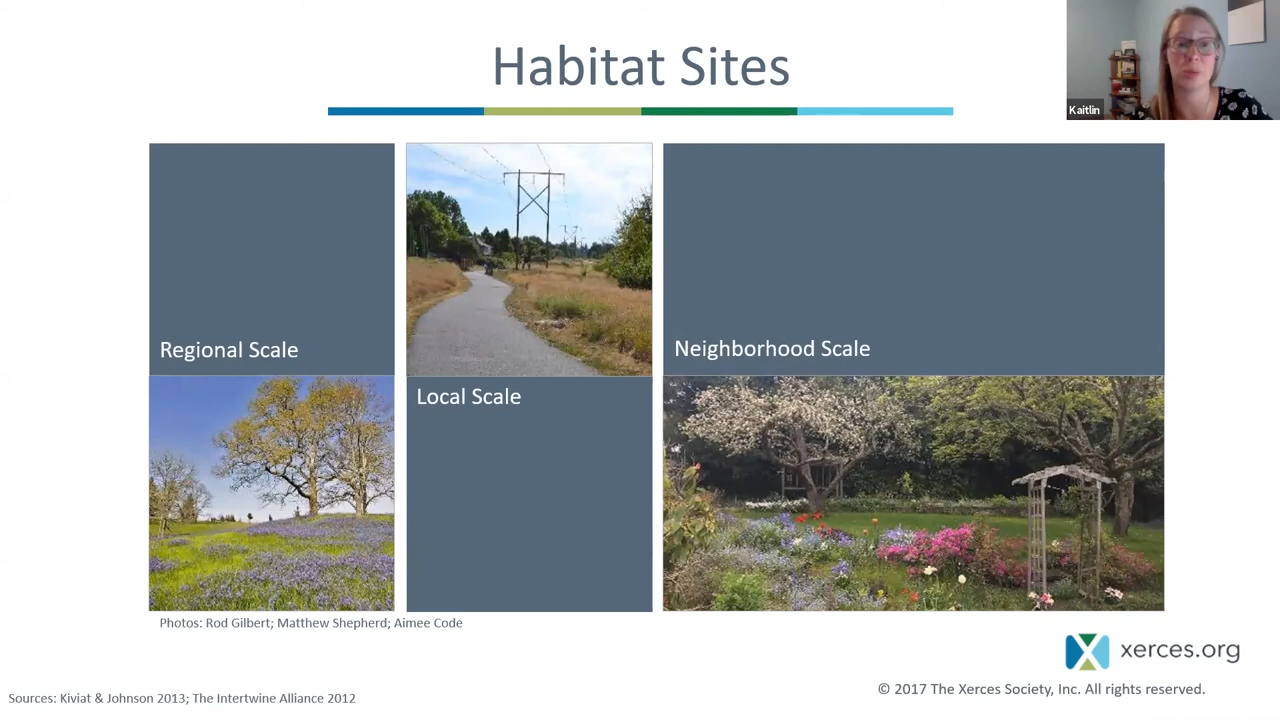 Habitat Sites
Kaitlin
Regional Scale
Local Scale
Neighborhood Scale
Photos: Rod Gilbert; Matthew Shepherd; Aimee Code
xerces.org
© 2017 The Xerces Society, Inc. All rights reserved.
Sources: Kiviat & Johnson 2013; The Intertwine Alliance 2012